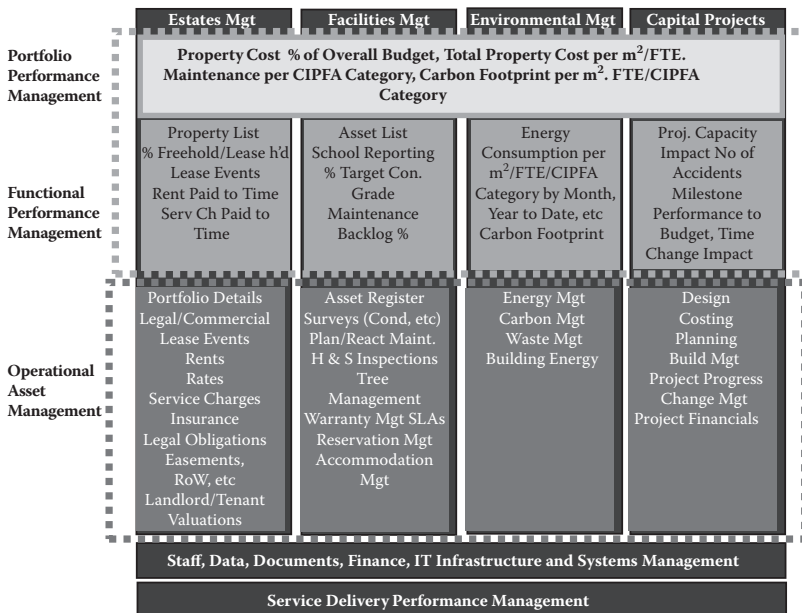 Estates Mgt
Facilities Mgt
Environmental Mgt
Capital Projects
Portfolio
Performance
Management
Property Cost % of Overall Budget, Total Property Cost per m²/FTE.
Maintenance per CIPFA Category, Carbon Footprint per m². FTE/CIPFA
Category
Functional
Performance
Management
Property List
% Freehold/Lease h'd
Lease Events
Rent Paid to Time
Serv Ch Paid to
Time
Asset List
School Reporting
% Target Con.
Grade
Maintenance
Backlog %
Energy
Consumption per
m²/FTE/CIPFA
Category by Month,
Year to Date, etc
Carbon Footprint
Proj. Capacity
Impact No of
Accidents
Milestone
Performance to
Budget, Time
Change Impact
Operational
Asset
Management
Portfolio Details
Legal/Commercial
Lease Events
Rents
Rates
Service Charges
Insurance
Legal Obligations
Easements,
RoW, etc
Landlord/Tenant
Valuations
Asset Register
Surveys (Cond, etc)
Plan/React Maint.
H & S Inspections
Tree
Management
Warranty Mgt SLAs
Reservation Mgt
Accommodation
Mgt
Energy Mgt
Carbon Mgt
Waste Mgt
Building Energy
Design
Costing
Planning
Build Mgt
Project Progress
Change Mgt
Project Financials
Staff, Data, Documents, Finance, IT Infrastructure and Systems Management
Service Delivery Performance Management